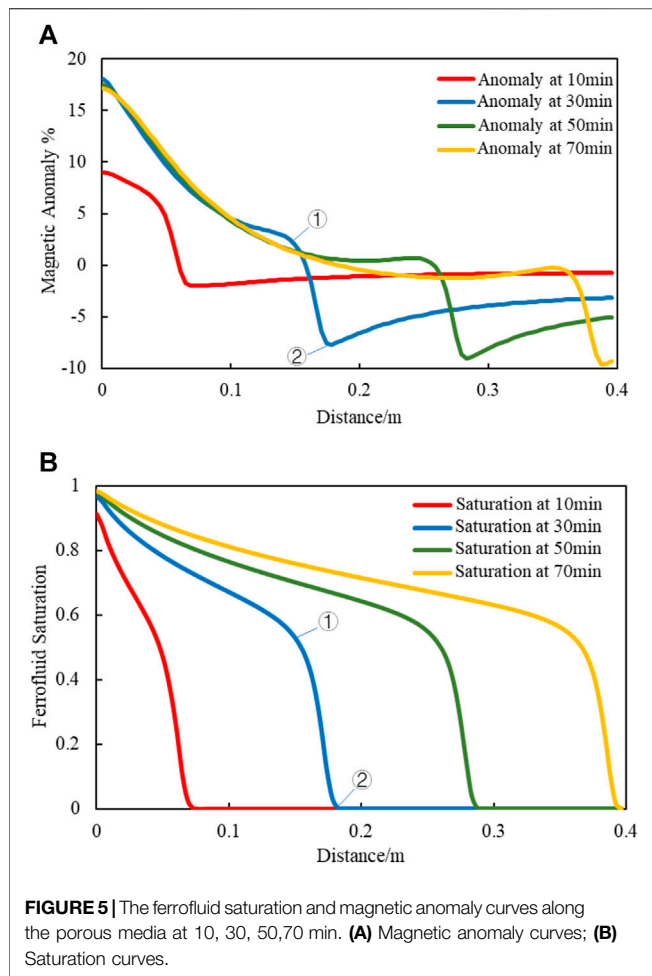 A
20
15
10
5
0
-5
-10
Magnetic Anomaly %
Anomaly at 10min
Anomaly at 30min
Anomaly at 50min
Anomaly at 70min
①
②
0 0.1 0.2 0.3 0.4
Distance/m
B
1
0.8
0.6
0.4
0.2
0
Ferrofluid Saturation
Saturation at 10min
Saturation at 30min
Saturation at 50min
Saturation at 70min
①
②
0 0.1 0.2 0.3 0.4
Distance/m
FIGURE 5 | The ferrofluid saturation and magnetic anomaly curves along
the porous media at 10, 30, 50,70 min. (A) Magnetic anomaly curves; (B)
Saturation curves.